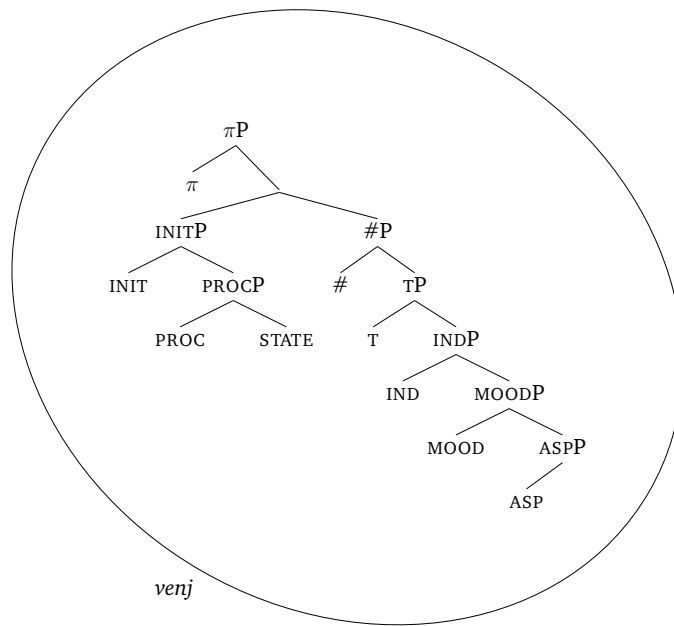 πP
π
INITP #P
INIT PROCP # TP
PROC STATE T INDP
IND MOODP
MOOD ASPP
ASP
venj